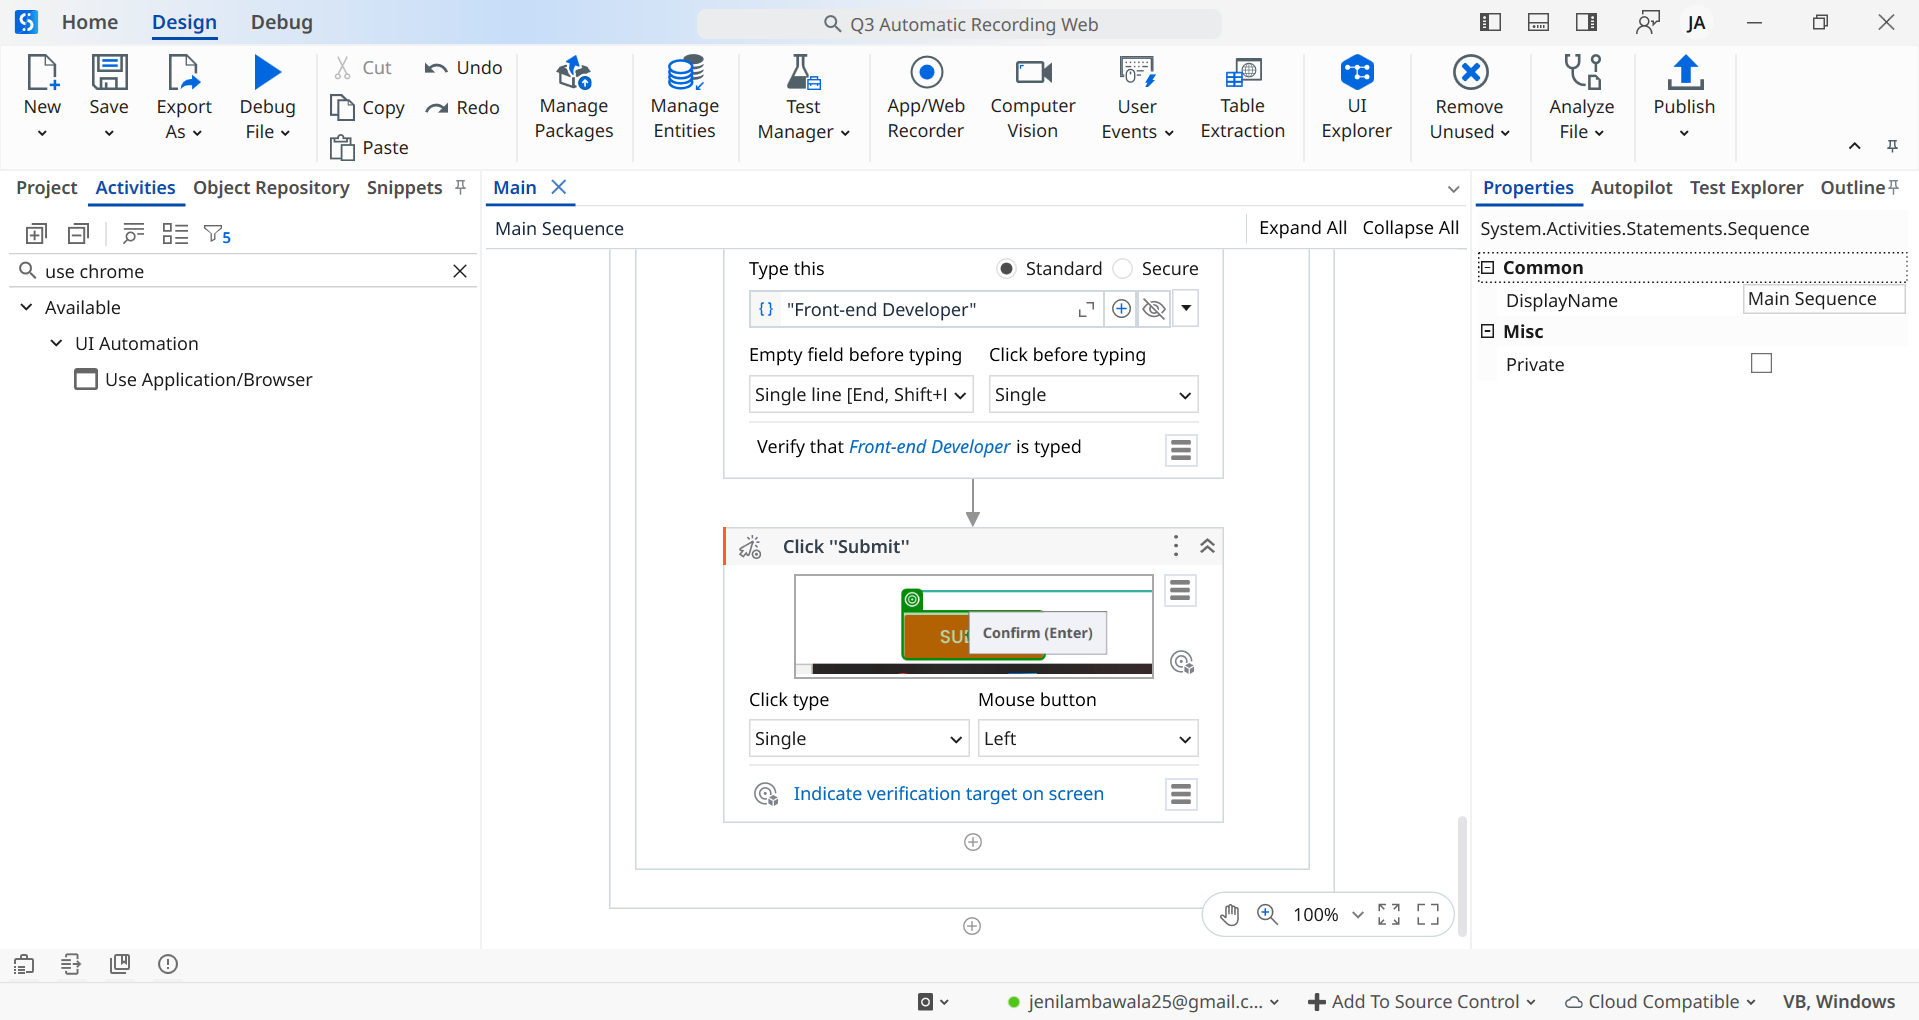 Home Design Debug
Q3 Automatic Recording Web
JA
New
Save
Export As
Debug File
Cut
Copy
Paste
Undo
Redo
Manage Packages
Manage Entities
Test Manager
App/Web Recorder
Computer Vision
User Events
Table Extraction
UI Explorer
Remove Unused
Analyze File
Publish
Project Activities Object Repository Snippets
5
use chrome
Available
UI Automation
Use Application/Browser
Main
Main Sequence
Expand All Collapse All
Type this
Standard Secure
{} "Front-end Developer"
Empty field before typing Click before typing
Single line [End, Shift+
Single
Verify that Front-end Developer is typed
Click "Submit"
Confirm (Enter)
Click type Mouse button
Single Left
Indicate verification target on screen
100%
Properties Autopilot Test Explorer Outline
System.Activities.Statements.Sequence
Common
DisplayName Main Sequence
Misc
Private
jenilambawala25@gmail.c...
Add To Source Control
Cloud Compatible
VB, Windows